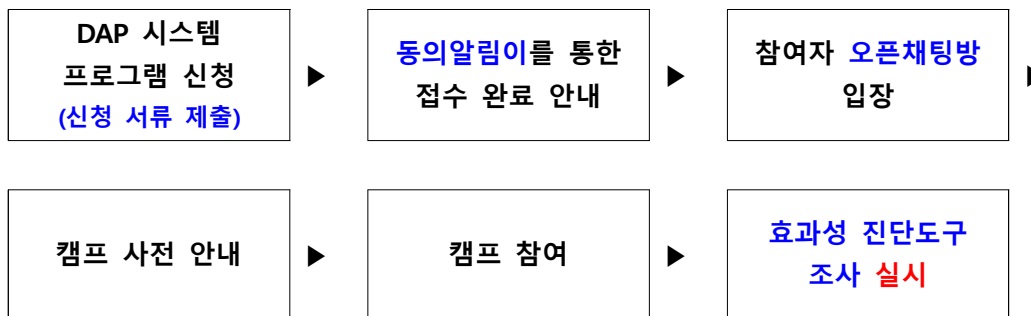 DAP 시스템
프로그램 신청
(신청 서류 제출)
▶
동의알림이를 통한
접수 완료 안내
▶
참여자 오픈채팅방
입장
▶
캠프 사전 안내
▶
캠프 참여
▶
효과성 진단도구
조사 실시